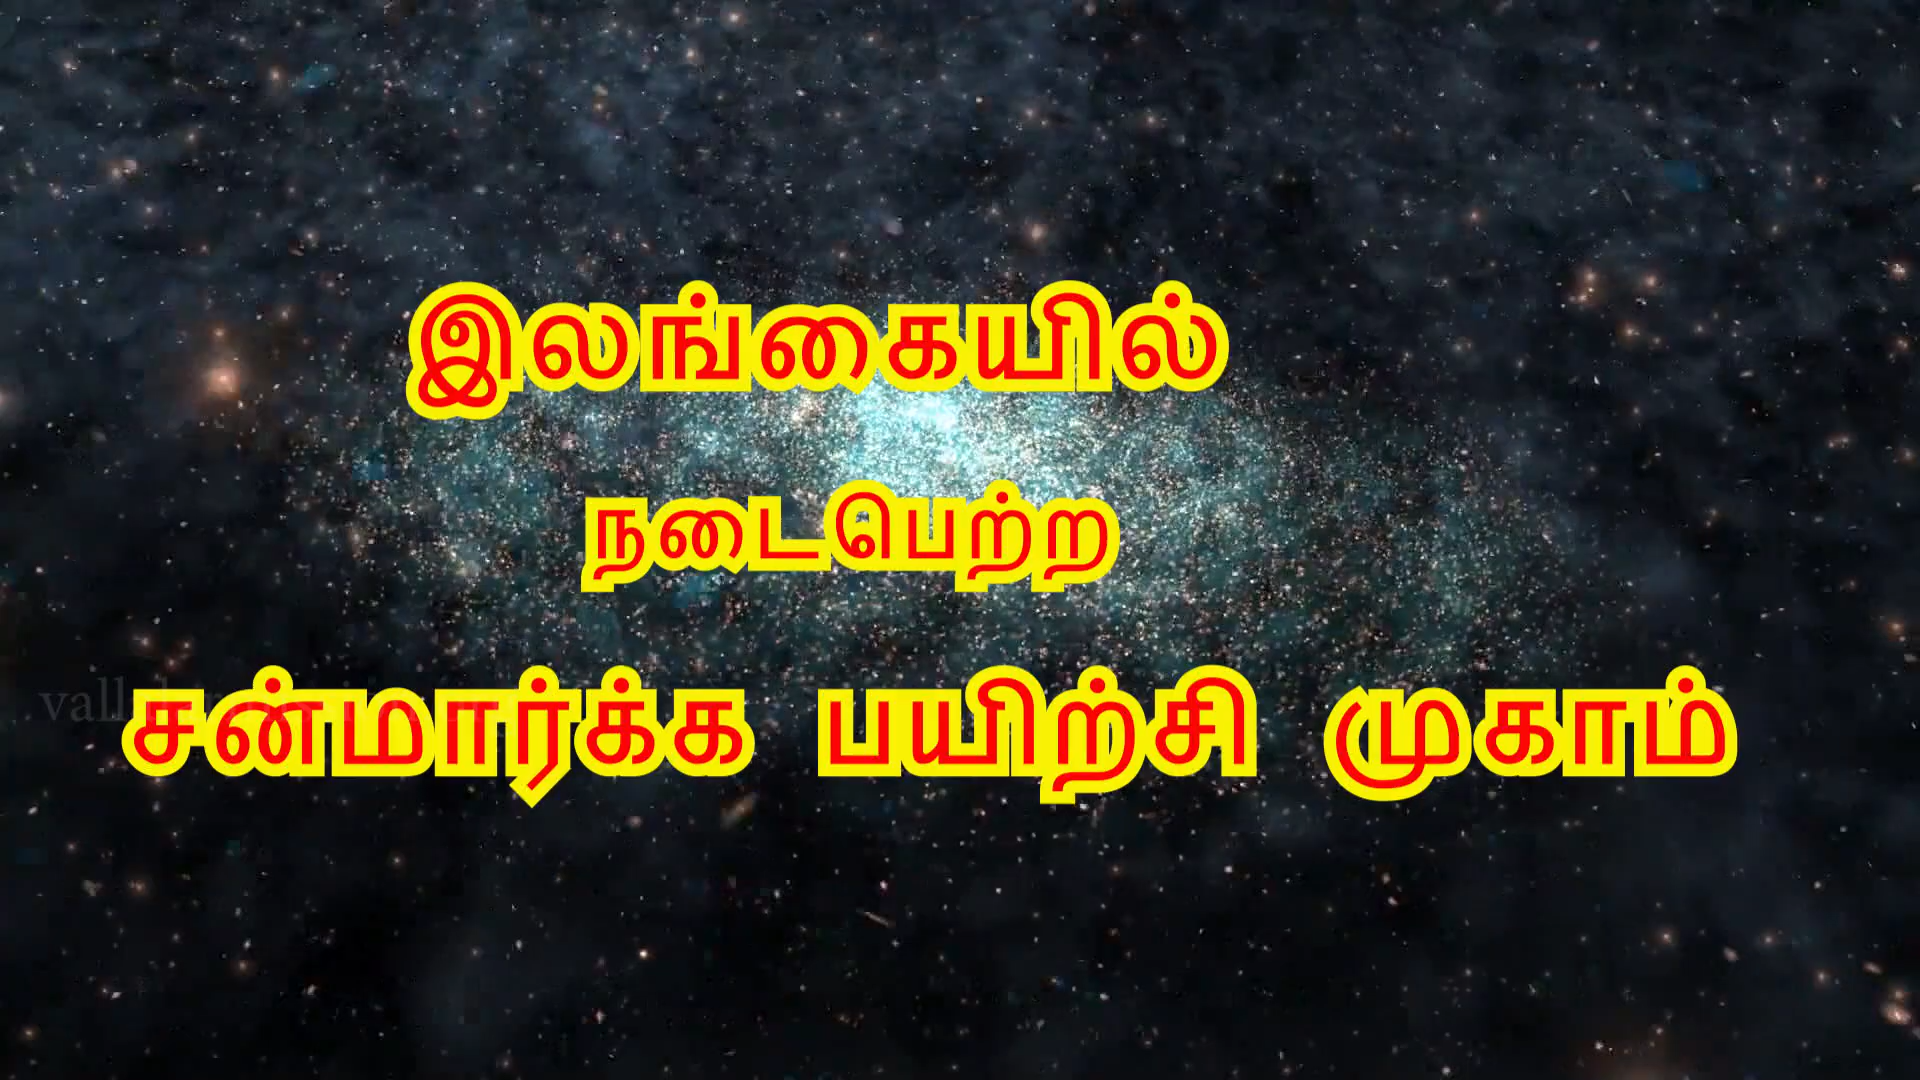 இலங்கையில்
நடைபெற்ற
சன்மார்க்க பயிற்சி முகாம்